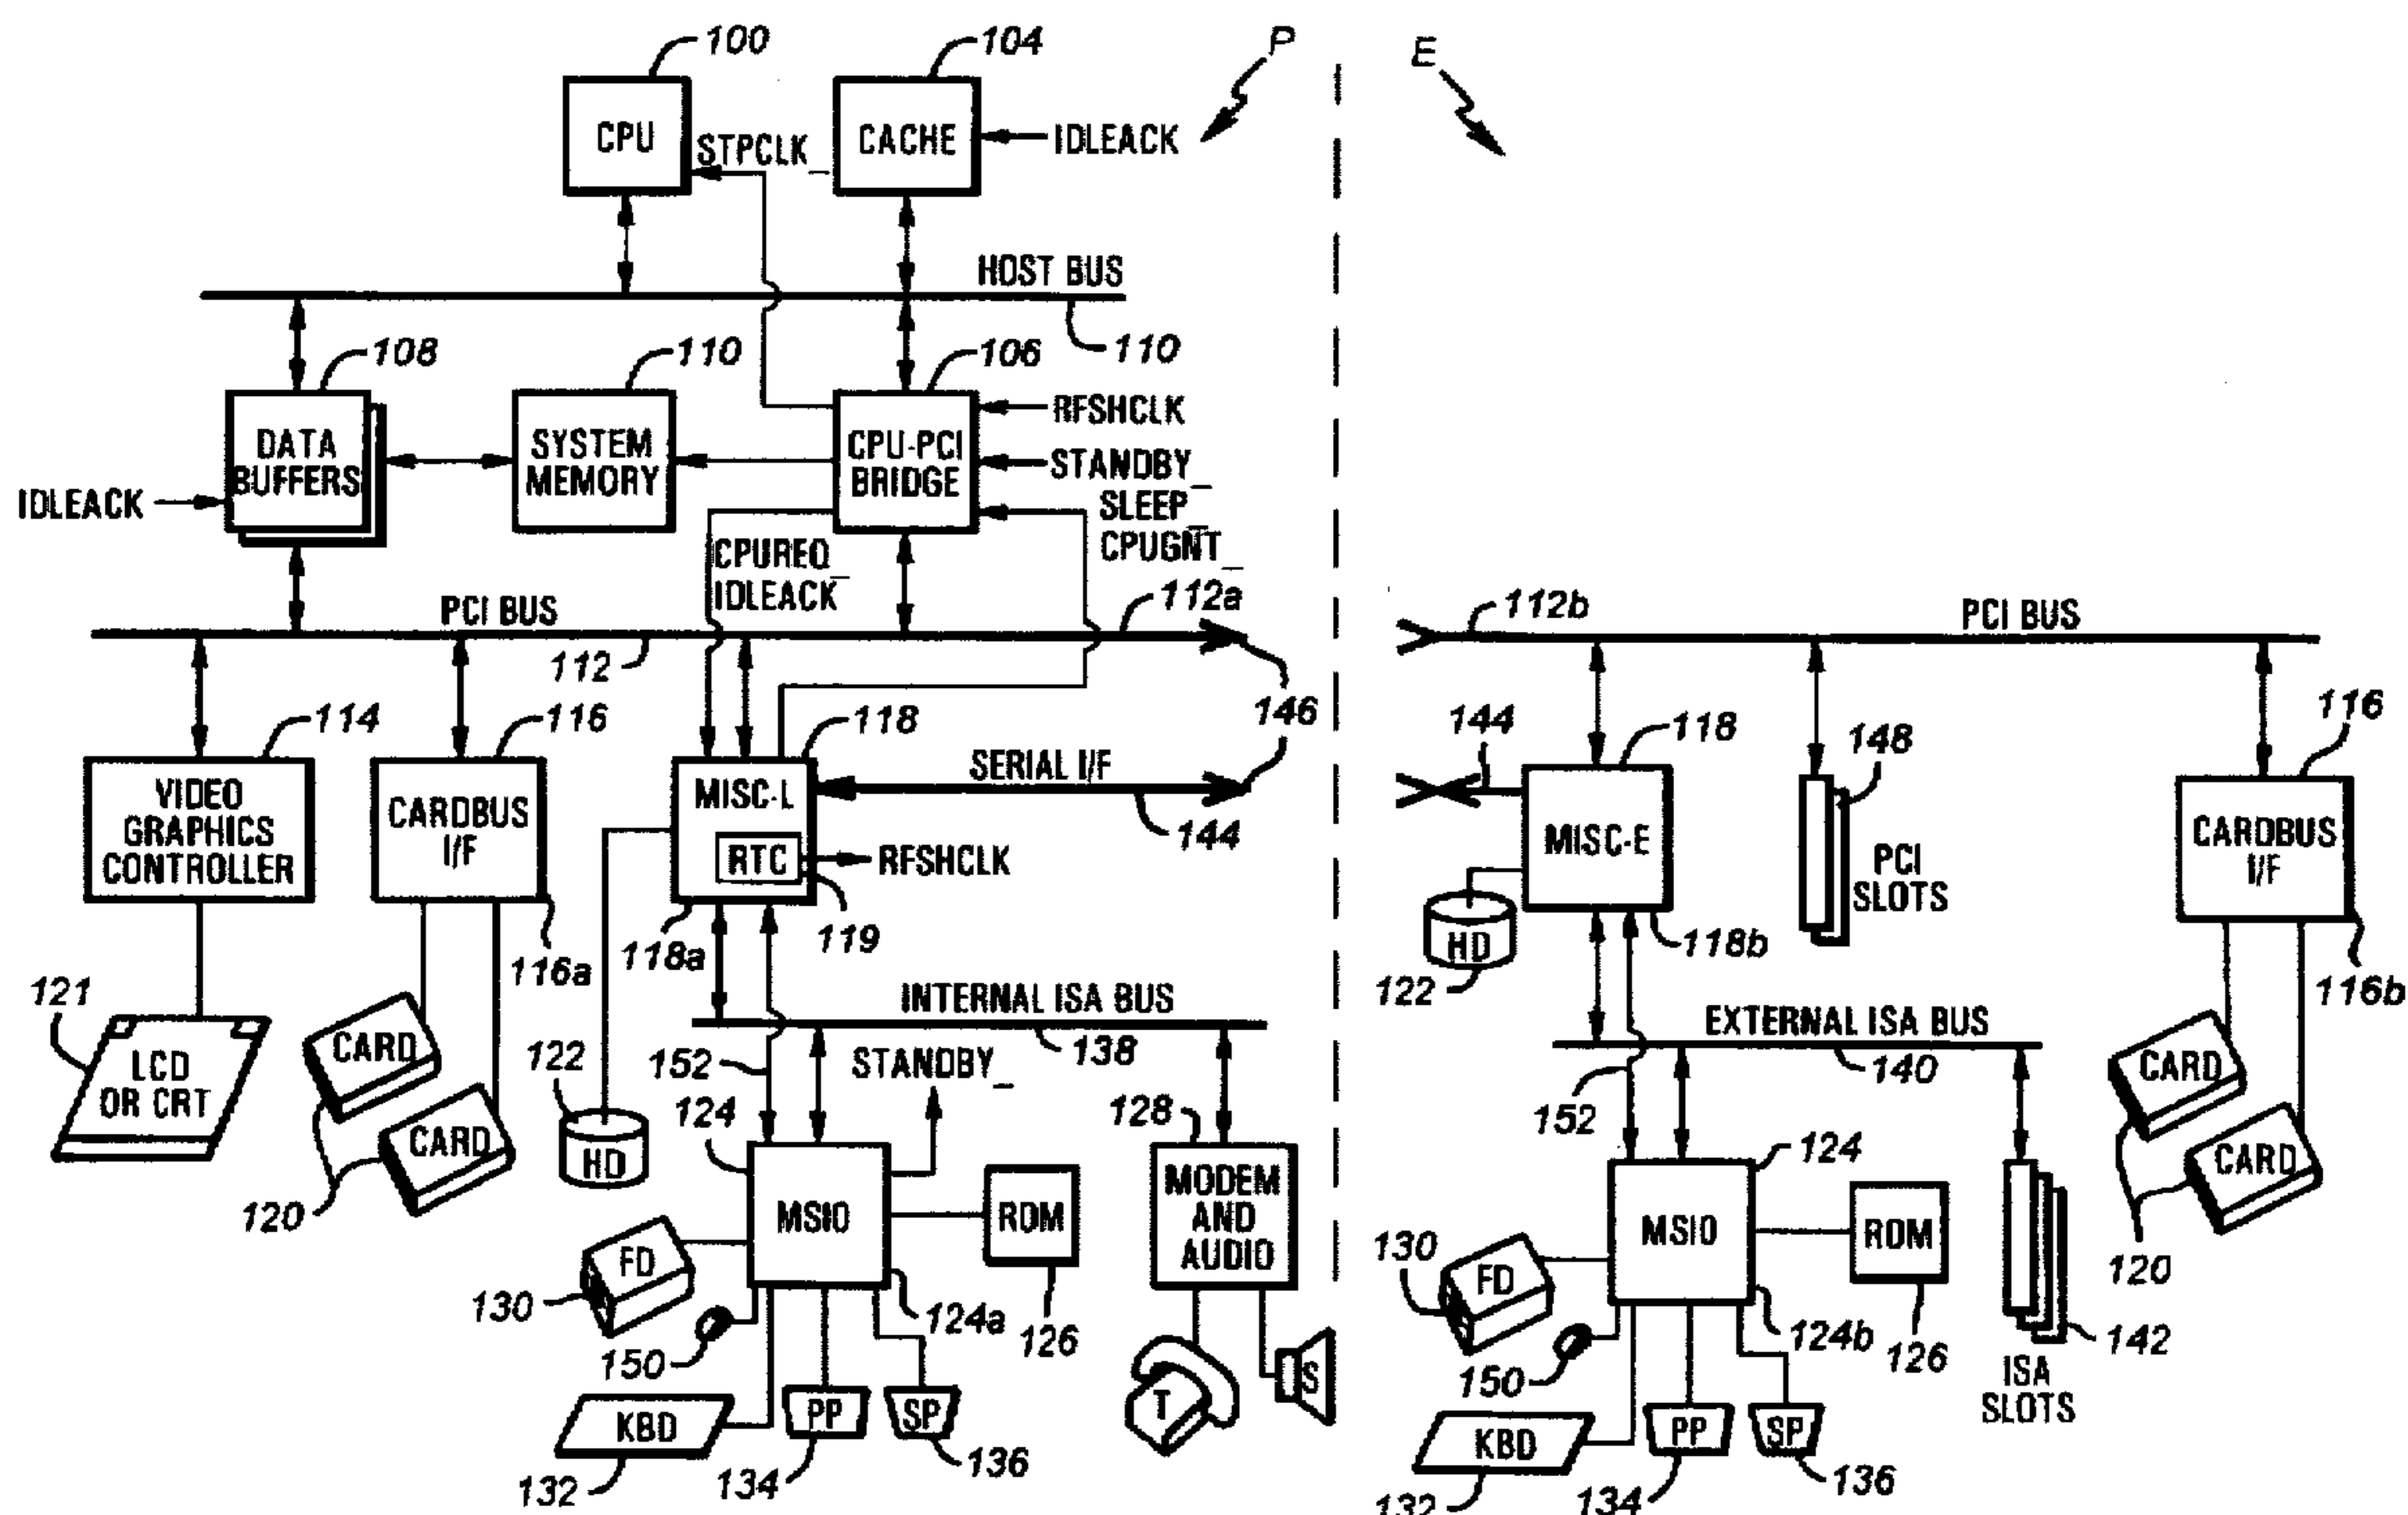 100
104
P
E
CPU
STPCLK_
CACHE
IDLEACK
HOST BUS
110
108
110
106
DATA
BUFFERS
SYSTEM
MEMORY
CPU-PCI
BRIDGE
RFSHCLK
STANDBY_
SLEEP_
CPUGNT_
IDLEACK
CPUREQ_
IDLEACK
PCI BUS
112
112a
112b
PCI BUS
114
116
118
146
144
118
148
116
VIDEO
GRAPHICS
CONTROLLER
CARDBUS
I/F
MISC-L
RTC
RFSHCLK
SERIAL I/F
144
MISC-E
PCI
SLOTS
CARDBUS
I/F
118a
119
116a
HD
122
118b
116b
121
LCD
OR CRT
CARD
CARD
120
122
HD
INTERNAL ISA BUS
138
152
STANDBY_
124
128
EXTERNAL ISA BUS
140
152
124
CARD
CARD
120
MSIO
ROM
MODEM
AND
AUDIO
MSIO
ROM
FD
130
124a
126
150
KBD
132
PP
134
SP
136
T
S
130
FD
124b
126
142
ISA
SLOTS
150
KBD
132
PP
134
SP
136